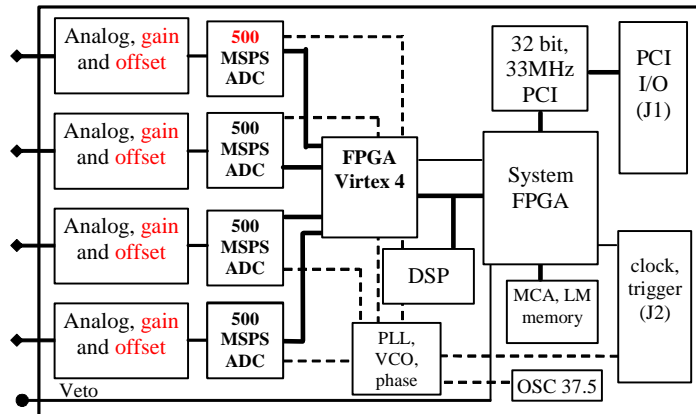 Analog, gain
and offset
500
MSPS
ADC
32 bit,
33MHz
PCI
PCI
I/O
(J1)
Analog, gain
and offset
500
MSPS
ADC
FPGA
Virtex 4
System
FPGA
Analog, gain
and offset
500
MSPS
ADC
DSP
MCA, LM
memory
clock,
trigger
(J2)
Analog, gain
and offset
500
MSPS
ADC
PLL,
VCO,
phase
OSC 37.5
Veto